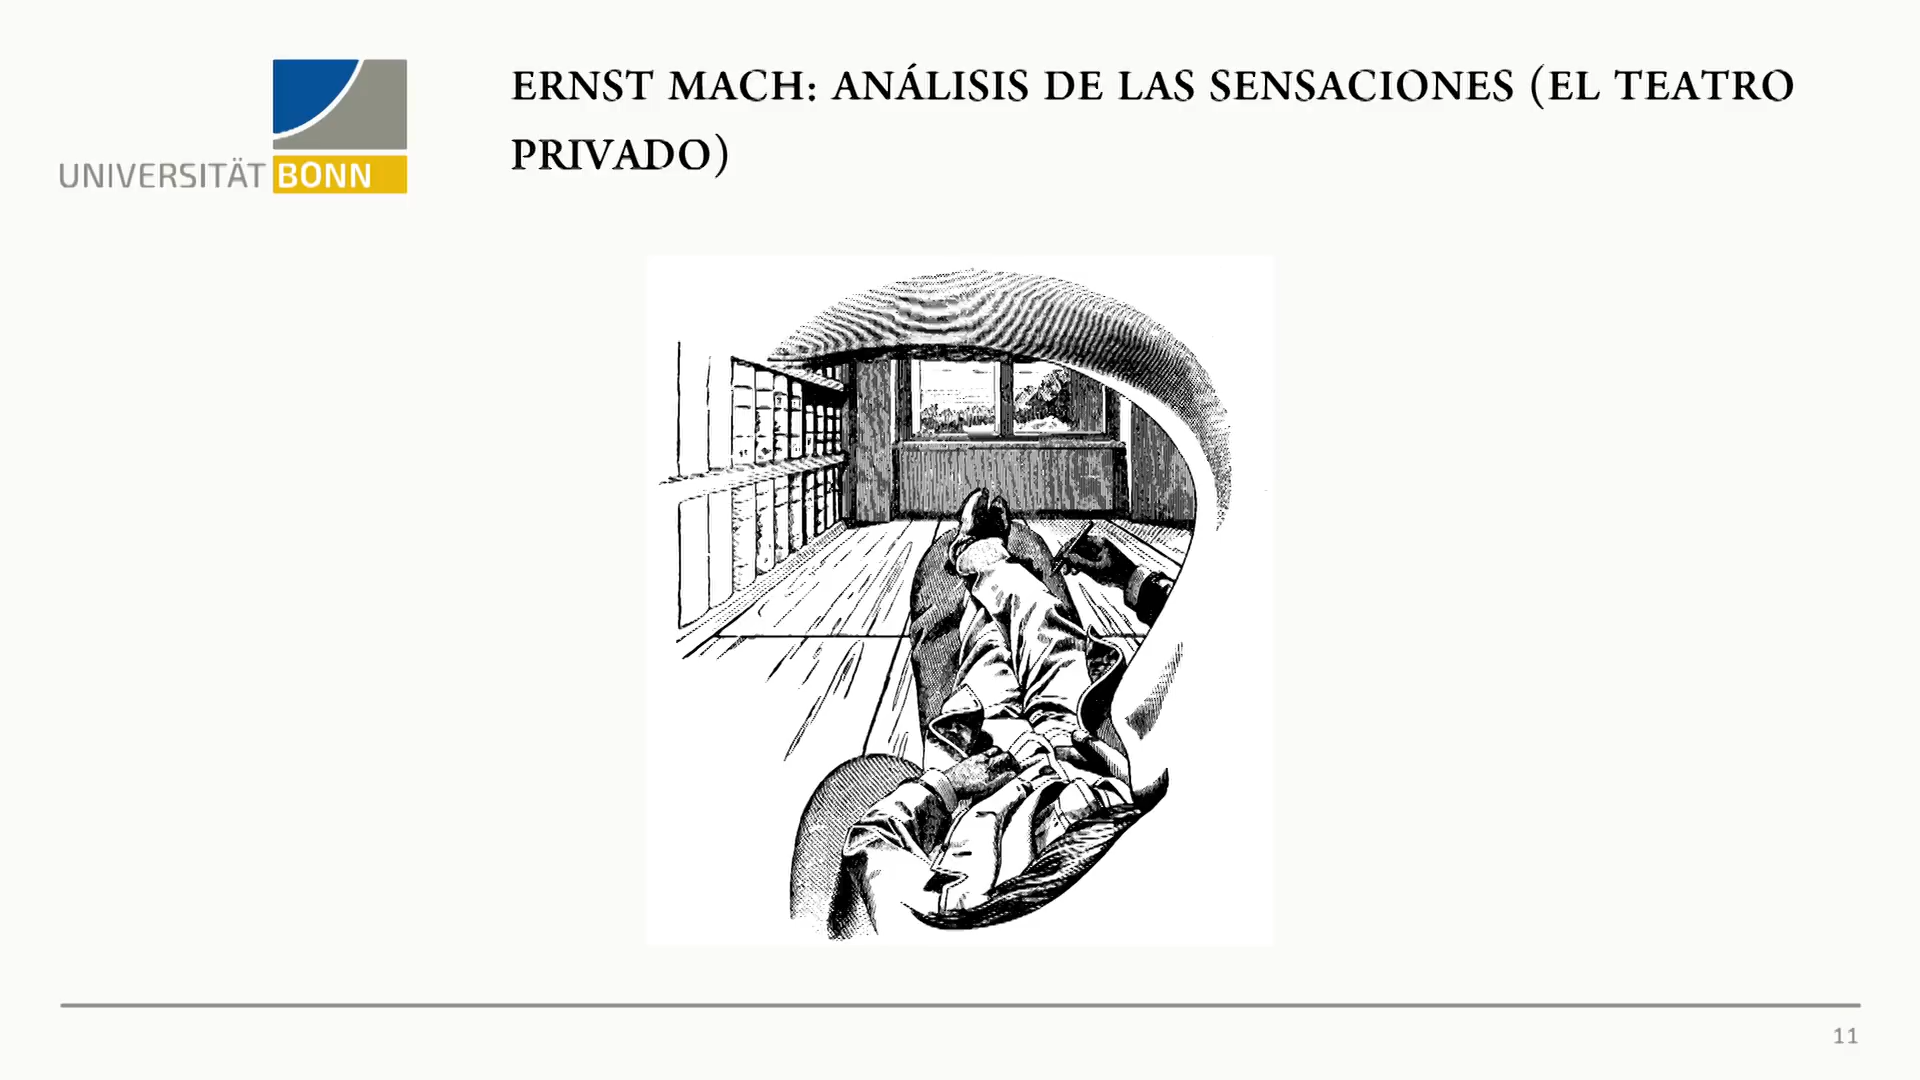 ERNST MACH: ANÁLISIS DE LAS SENSACIONES (EL TEATRO
PRIVADO)
UNIVERSITÄT BONN
11